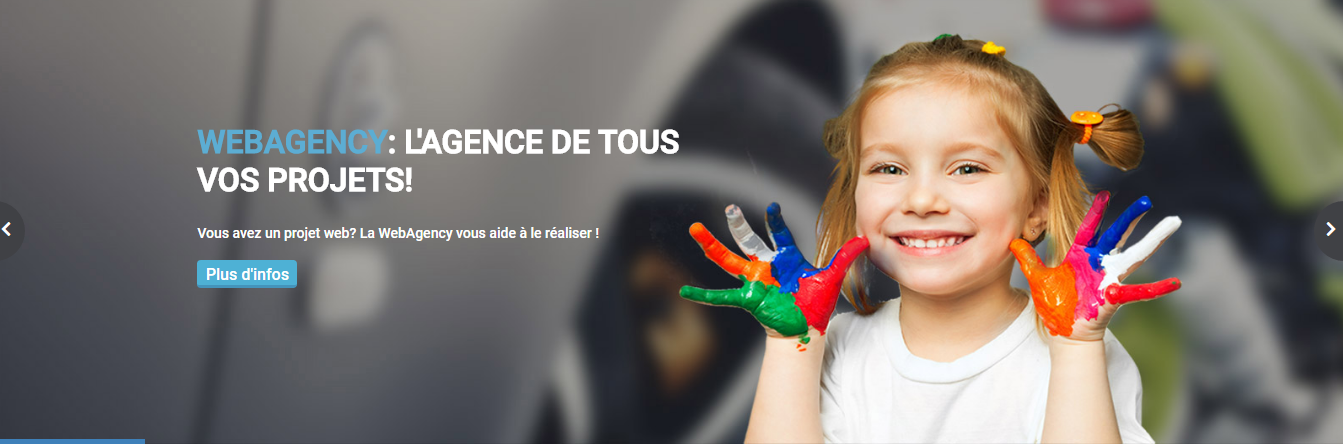 WEBAGENCY: L'AGENCE DE TOUS
VOS PROJETS!
Vous avez un projet web? La WebAgency vous aide à le réaliser !
Plus d'infos